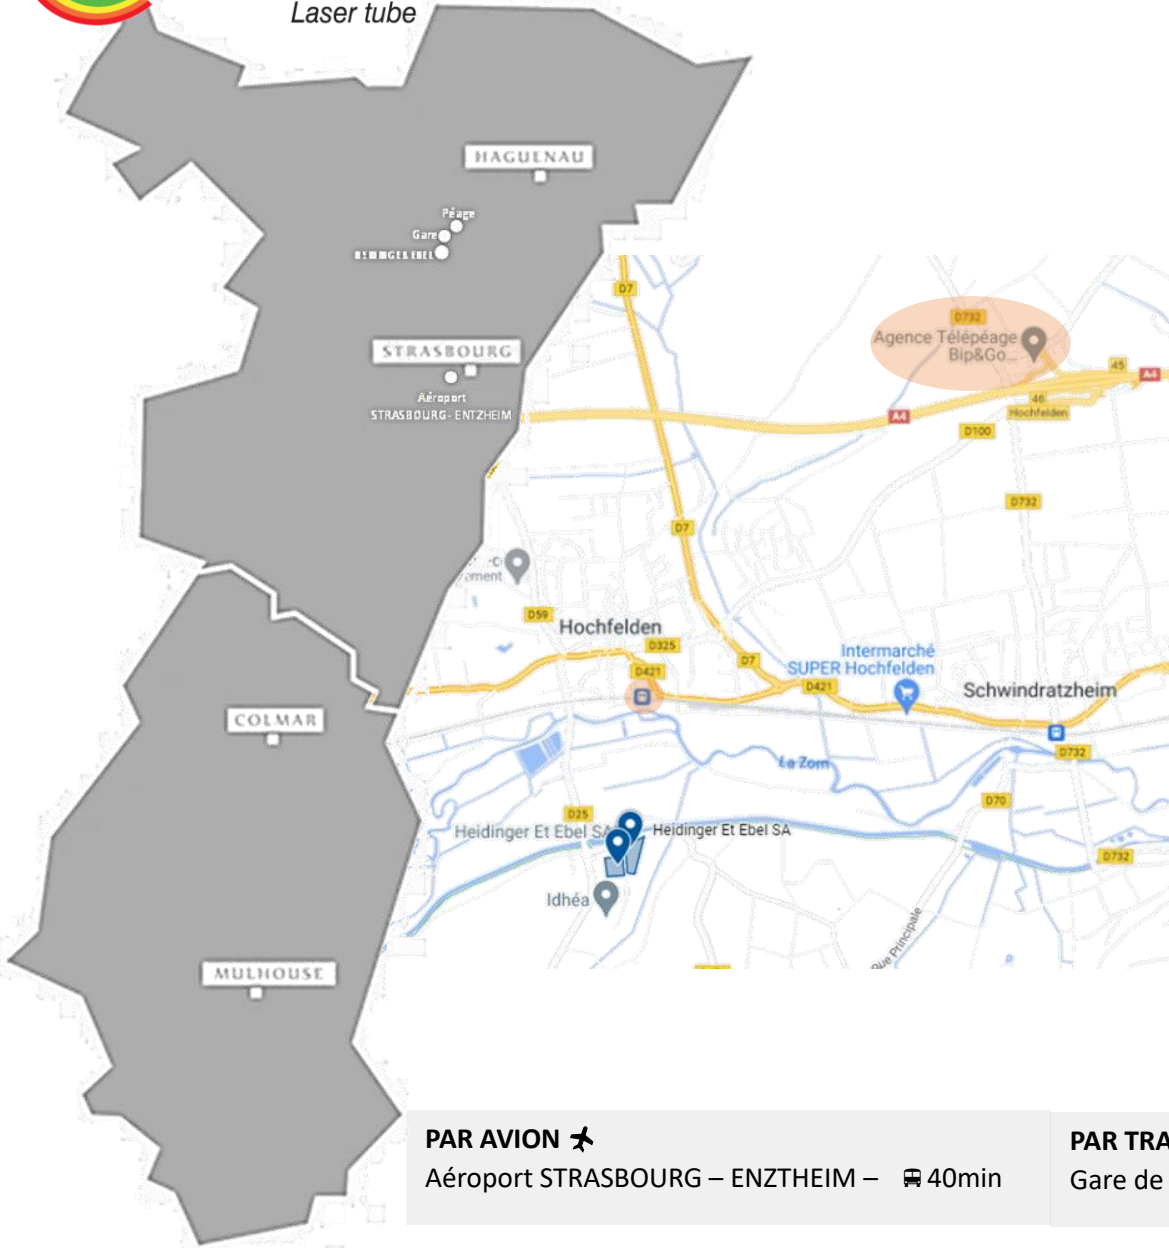 Laser tube
HAGUENAU
Péage
Gare
STRASBOURG
Aéroport
STRASBOURG- ENTZHEIM
COLMAR
MULHOUSE
D7
D732
Agence Télépéage
Bip&Go...
45
A4
46
Hochfelden
A4
D100
D732
D7
ement
D59
Hochfelden
D325
D421
D7
Intermarché
SUPER Hochfelden
D421
Schwindratzheim
D732
La Zorn
D70
D25
Heidinger Et Ebel SA
Heidinger Et Ebel SA
D732
Idhéa
Rue Principale
PAR AVION
Aéroport STRASBOURG – ENZTHEIM – 40min
PAR TRA
Gare de